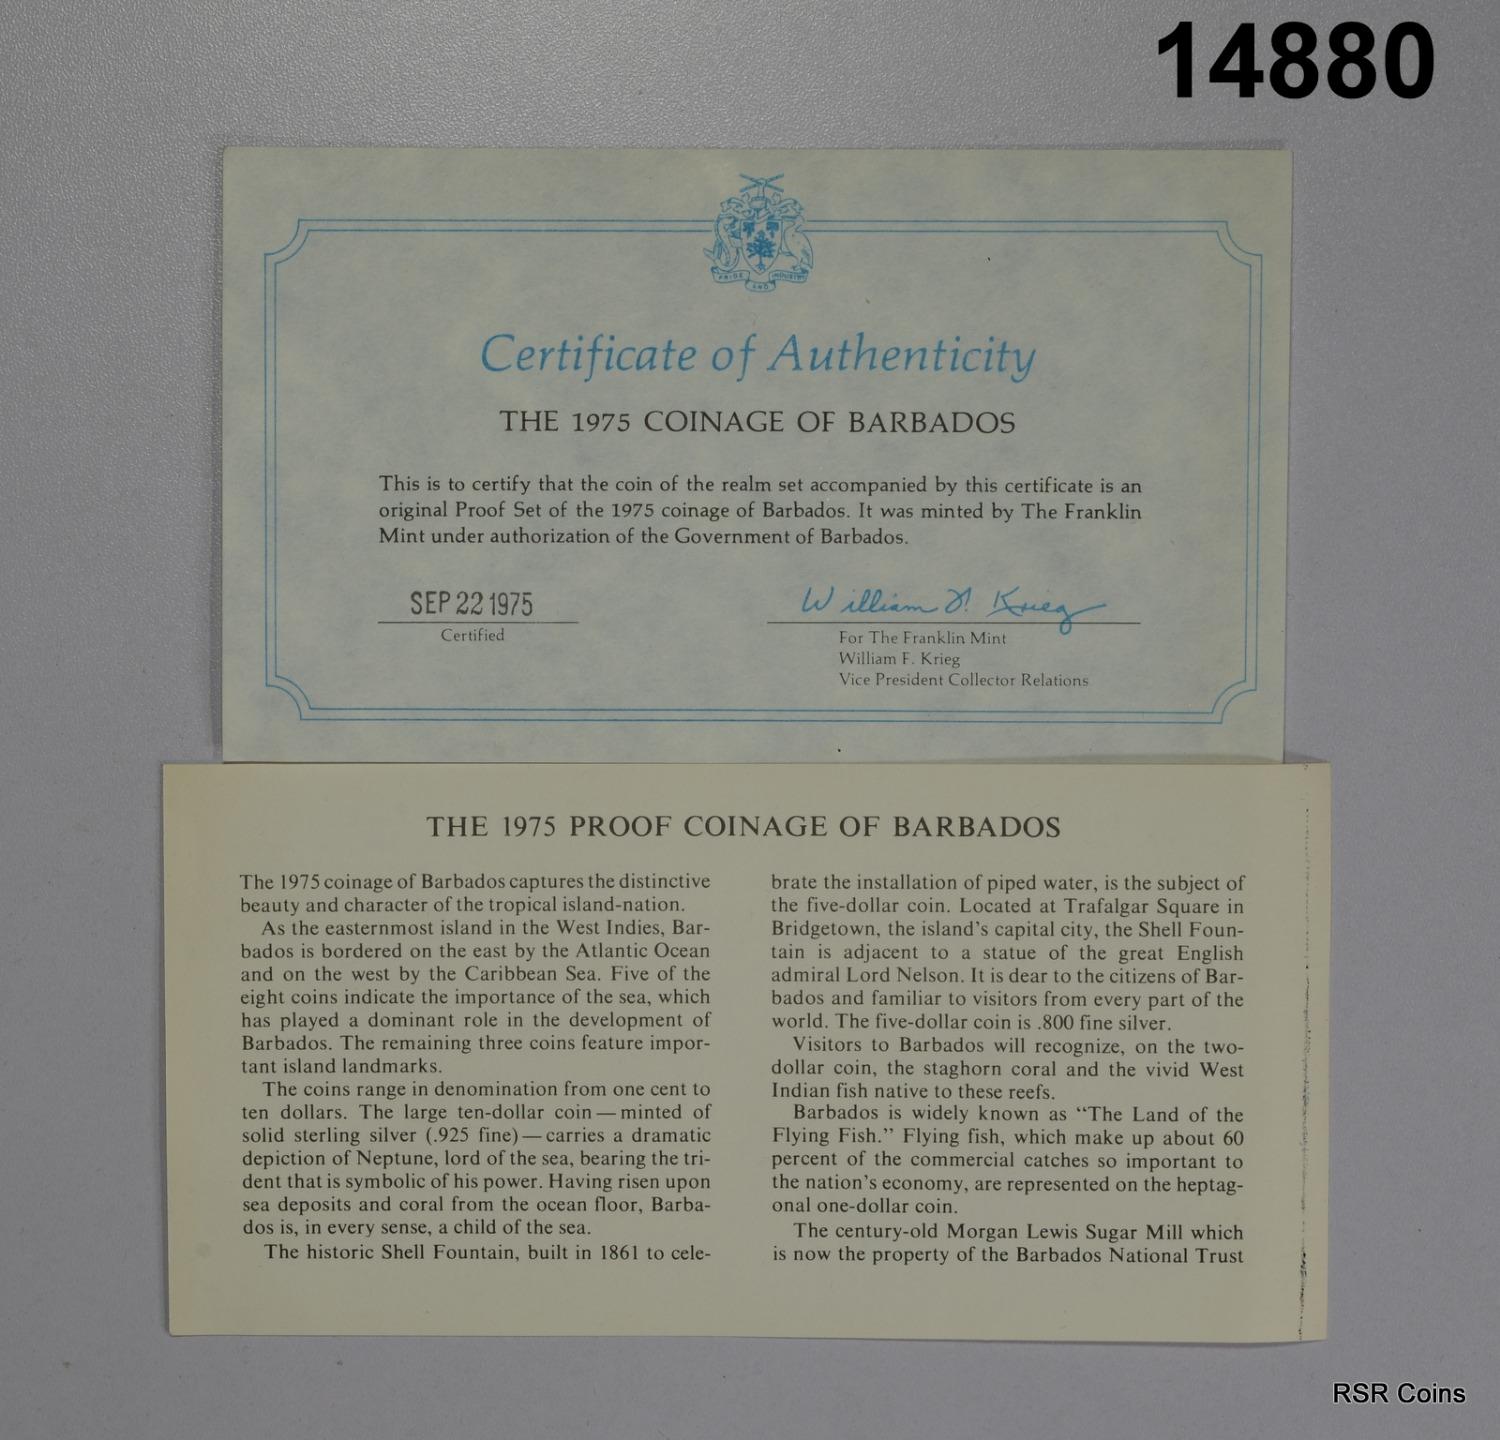 14880
PRIDE AND INDUSTRY
Certificate of Authenticity
THE 1975 COINAGE OF BARBADOS
This is to certify that the coin of the realm set accompanied by this certificate is an
original Proof Set of the 1975 coinage of Barbados. It was minted by The Franklin
Mint under authorization of the Government of Barbados.
SEP 22 1975
Certified
William F. Krieg
For The Franklin Mint
William F. Krieg
Vice President Collector Relations
THE 1975 PROOF COINAGE OF BARBADOS
The 1975 coinage of Barbados captures the distinctive
beauty and character of the tropical island-nation.
As the easternmost island in the West Indies, Bar-
bados is bordered on the east by the Atlantic Ocean
and on the west by the Caribbean Sea. Five of the
eight coins indicate the importance of the sea, which
has played a dominant role in the development of
Barbados. The remaining three coins feature impor-
tant island landmarks.
The coins range in denomination from one cent to
ten dollars. The large ten-dollar coin — minted of
solid sterling silver (.925 fine) — carries a dramatic
depiction of Neptune, lord of the sea, bearing the tri-
dent that is symbolic of his power. Having risen upon
sea deposits and coral from the ocean floor, Barba-
dos is, in every sense, a child of the sea.
The historic Shell Fountain, built in 1861 to cele-
brate the installation of piped water, is the subject of
the five-dollar coin. Located at Trafalgar Square in
Bridgetown, the island's capital city, the Shell Foun-
tain is adjacent to a statue of the great English
admiral Lord Nelson. It is dear to the citizens of Bar-
bados and familiar to visitors from every part of the
world. The five-dollar coin is .800 fine silver.
Visitors to Barbados will recognize, on the two-
dollar coin, the staghorn coral and the vivid West
Indian fish native to these reefs.
Barbados is widely known as “The Land of the
Flying Fish.” Flying fish, which make up about 60
percent of the commercial catches so important to
the nation's economy, are represented on the heptag-
onal one-dollar coin.
The century-old Morgan Lewis Sugar Mill which
is now the property of the Barbados National Trust
RSR Coins